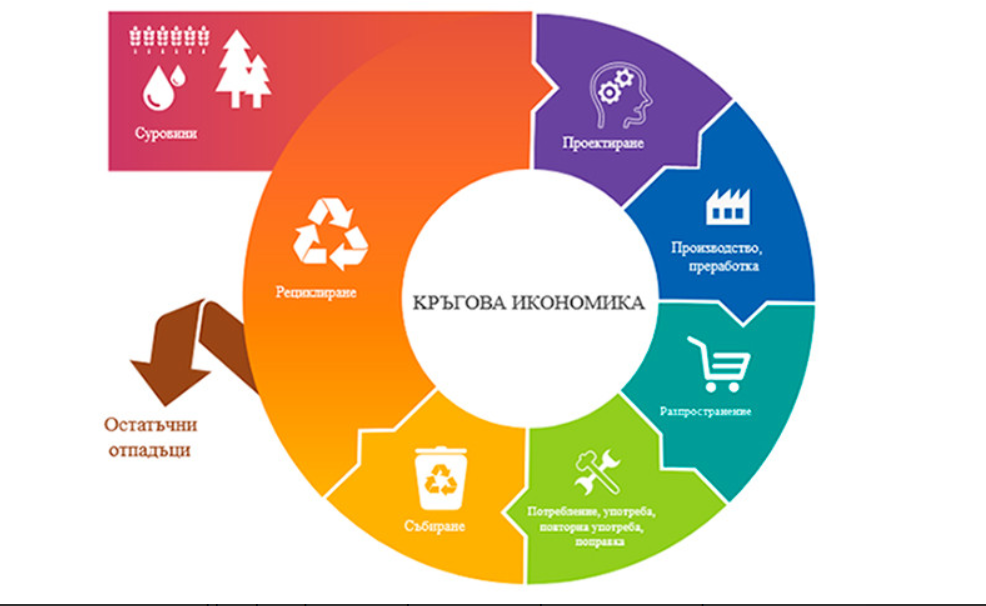 Суровини
Проектиране
Производство,
преработка
Разпространение
Потребление, употреба,
повторна употреба,
поправка
Събиране
Рециклиране
Остатъчни
отпадъци
КРЪГОВА ИКОНОМИКА